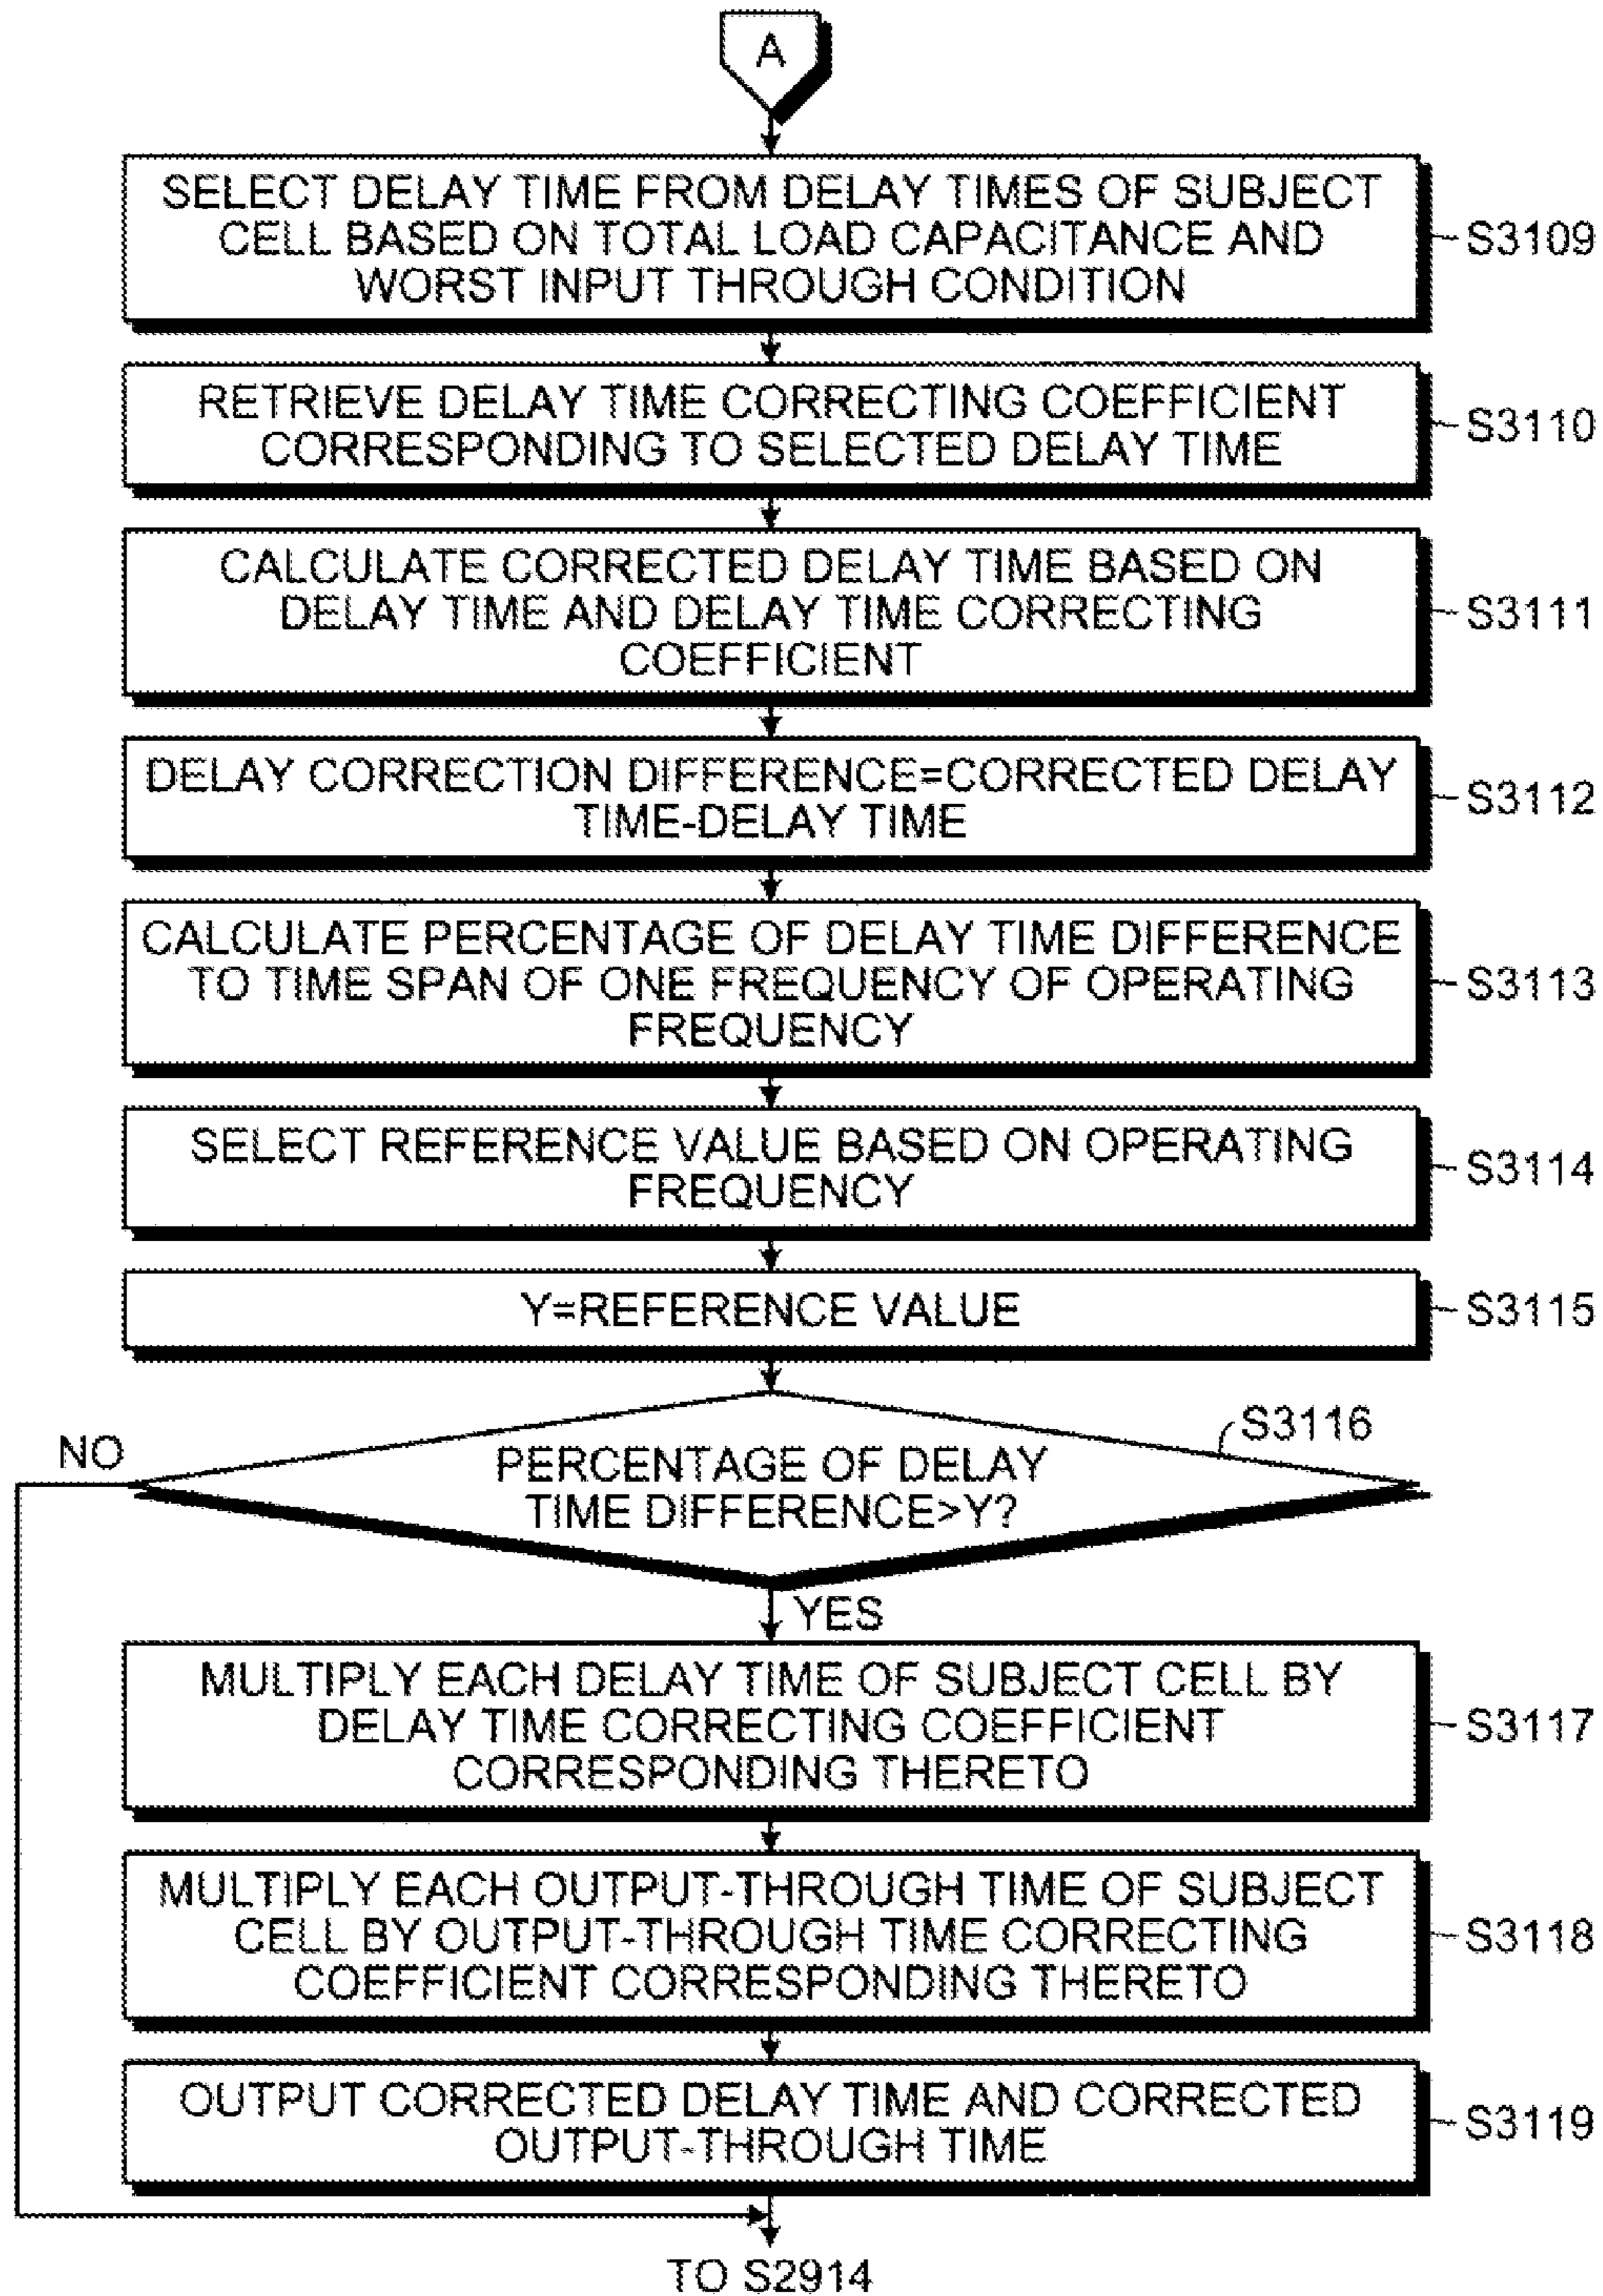 A
SELECT DELAY TIME FROM DELAY TIMES OF SUBJECT
CELL BASED ON TOTAL LOAD CAPACITANCE AND
WORST INPUT THROUGH CONDITION
S3109
RETRIEVE DELAY TIME CORRECTING COEFFICIENT
CORRESPONDING TO SELECTED DELAY TIME
S3110
CALCULATE CORRECTED DELAY TIME BASED ON
DELAY TIME AND DELAY TIME CORRECTING
COEFFICIENT
S3111
DELAY CORRECTION DIFFERENCE=CORRECTED DELAY
TIME-DELAY TIME
S3112
CALCULATE PERCENTAGE OF DELAY TIME DIFFERENCE
TO TIME SPAN OF ONE FREQUENCY OF OPERATING
FREQUENCY
S3113
SELECT REFERENCE VALUE BASED ON OPERATING
FREQUENCY
S3114
Y=REFERENCE VALUE
S3115
S3116
NO
PERCENTAGE OF DELAY
TIME DIFFERENCE>Y?
YES
MULTIPLY EACH DELAY TIME OF SUBJECT CELL BY
DELAY TIME CORRECTING COEFFICIENT
CORRESPONDING THERETO
S3117
MULTIPLY EACH OUTPUT-THROUGH TIME OF SUBJECT
CELL BY OUTPUT-THROUGH TIME CORRECTING
COEFFICIENT CORRESPONDING THERETO
S3118
OUTPUT CORRECTED DELAY TIME AND CORRECTED
OUTPUT-THROUGH TIME
S3119
TO S2914